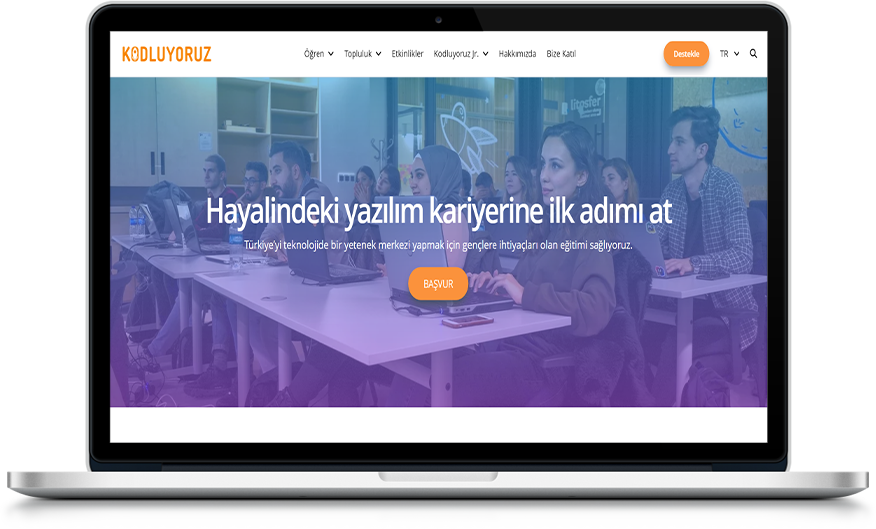 KODLUYORUZ
Öğren Topluluk Etkinlikler Kodluyoruz Jr. Hakkımızda Bize Katıl Destekle TR
litosfer
Hayalindeki yazılım kariyerine ilk adımı at
Türkiye'yi teknolojide bir yetenek merkezi yapmak için gençlere ihtiyaçları olan eğitimi sağlıyoruz.
BAŞVUR